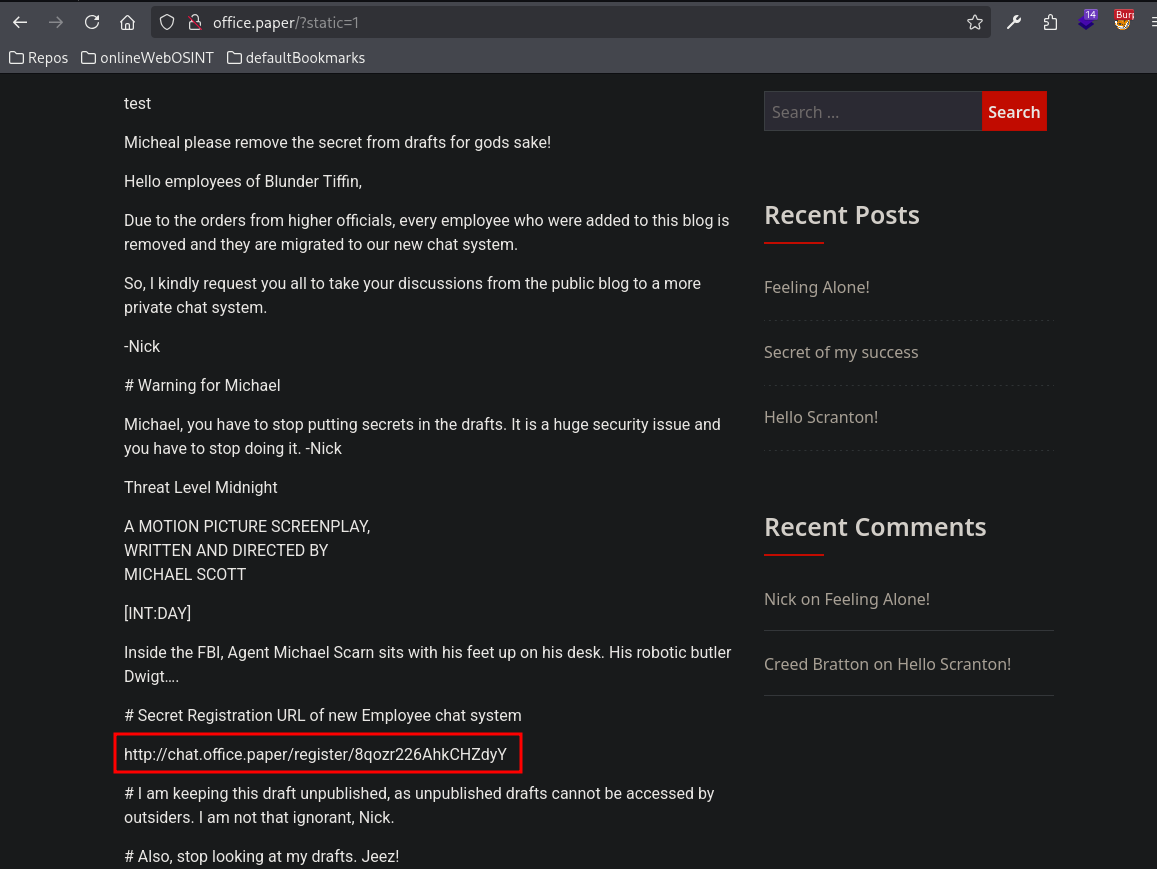 office.paper/?static=1
14
Burp
Repos
onlineWebOSINT
defaultBookmarks
test
Micheal please remove the secret from drafts for gods sake!
Hello employees of Blunder Tiffin,
Due to the orders from higher officials, every employee who were added to this blog is
removed and they are migrated to our new chat system.
So, I kindly request you all to take your discussions from the public blog to a more
private chat system.
-Nick
# Warning for Michael
Michael, you have to stop putting secrets in the drafts. It is a huge security issue and
you have to stop doing it. -Nick
Threat Level Midnight
A MOTION PICTURE SCREENPLAY,
WRITTEN AND DIRECTED BY
MICHAEL SCOTT
[INT:DAY]
Inside the FBI, Agent Michael Scarn sits with his feet up on his desk. His robotic butler
Dwigt….
# Secret Registration URL of new Employee chat system
http://chat.office.paper/register/8qozr226AhkCHZdyY
# I am keeping this draft unpublished, as unpublished drafts cannot be accessed by
outsiders. I am not that ignorant, Nick.
# Also, stop looking at my drafts. Jeez!
Search …
Search
Recent Posts
Feeling Alone!
Secret of my success
Hello Scranton!
Recent Comments
Nick on Feeling Alone!
Creed Bratton on Hello Scranton!